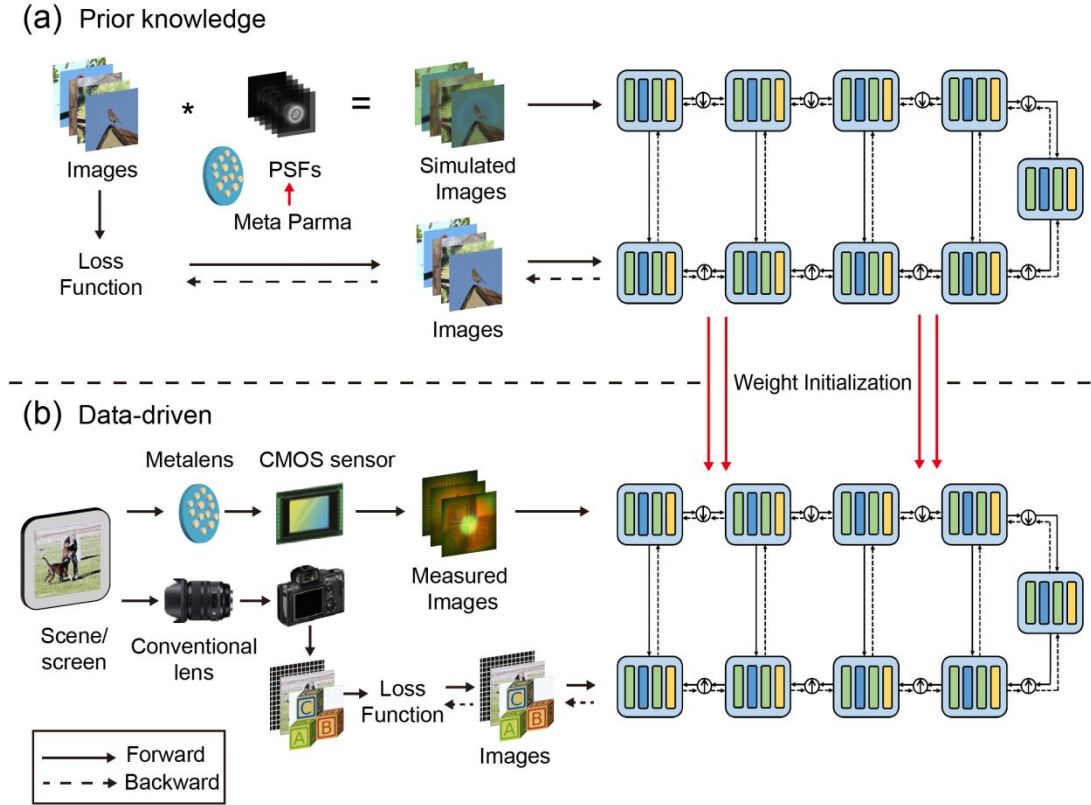 (a) Prior knowledge
*
=
Images
PSFs
Meta Parma
Simulated
Images
Loss
Function
Images
Weight Initialization
(b) Data-driven
Metalens
CMOS sensor
Measured
Images
Scene/
screen
Conventional
lens
C
A B
Loss
Function
C
A B
Images
Forward
Backward